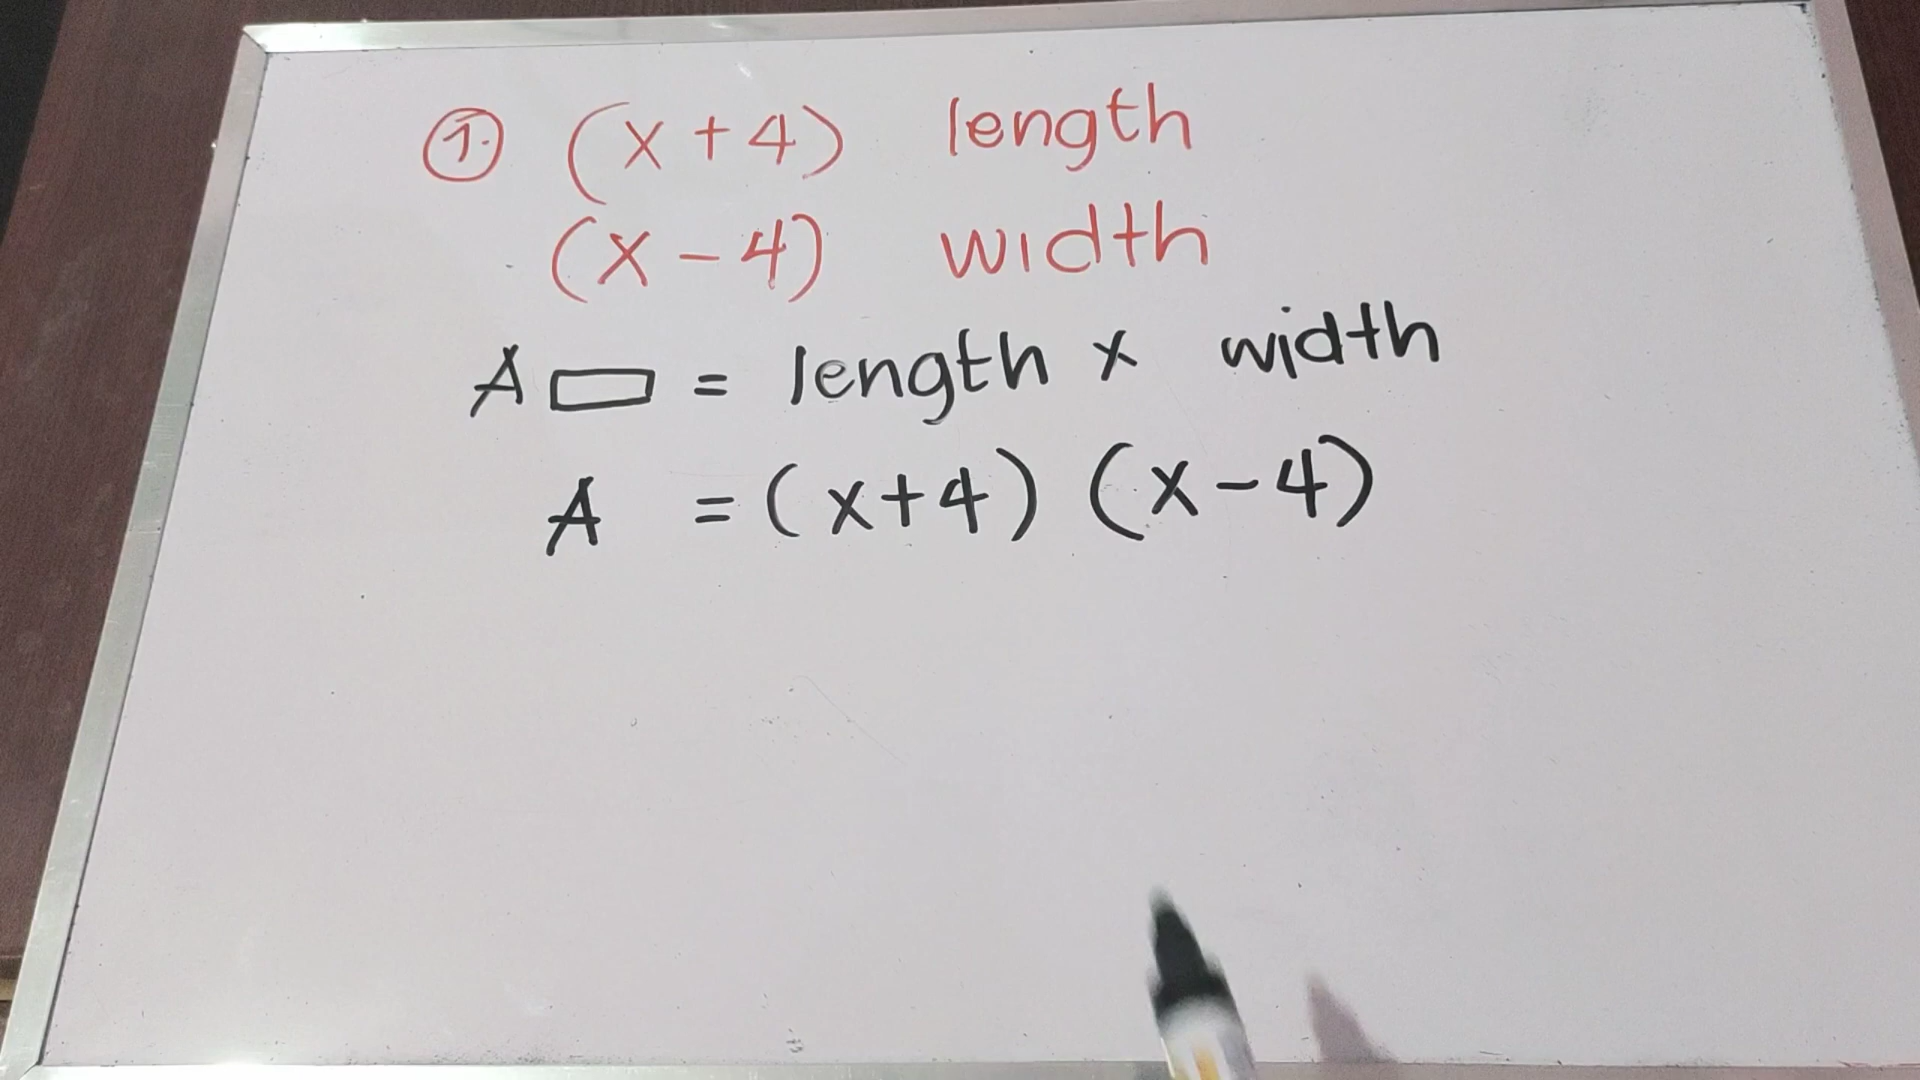 1. (x+4) length
(x-4) width
A▭ = length x width
A = (x+4) (x-4)